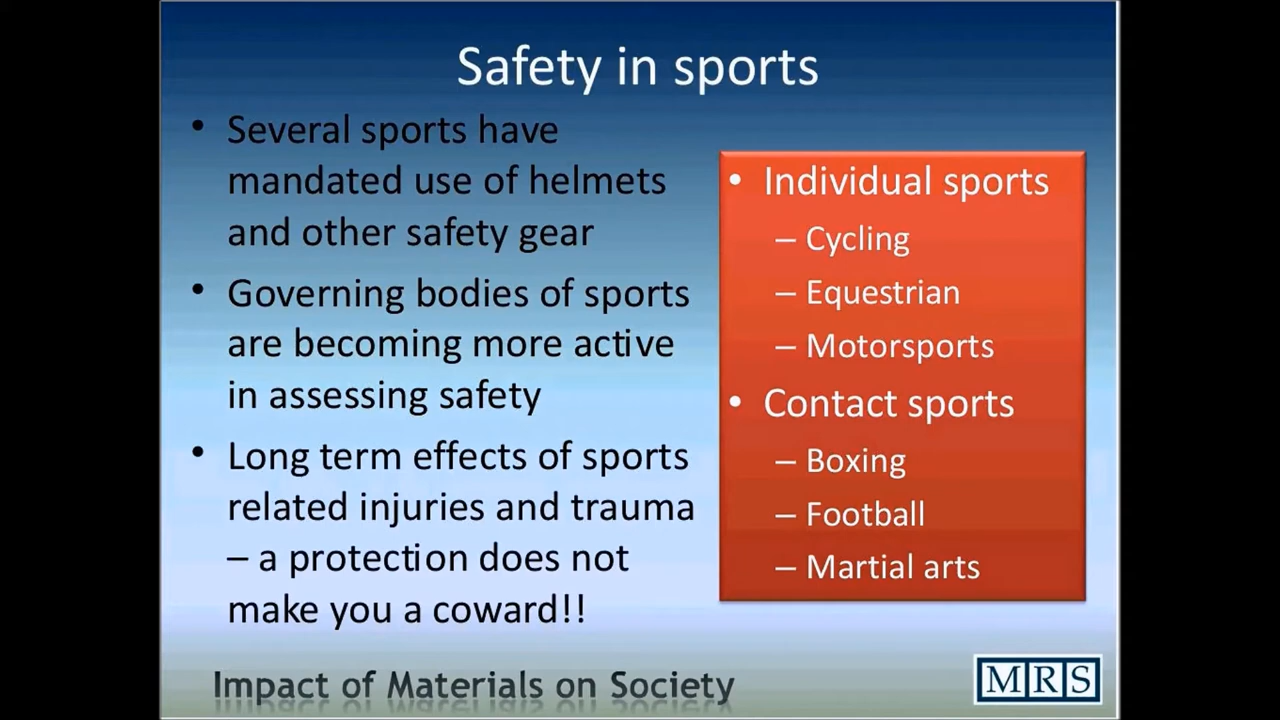 Safety in sports
• Several sports have
mandated use of helmets
and other safety gear
• Governing bodies of sports
are becoming more active
in assessing safety
• Long term effects of sports
related injuries and trauma
– a protection does not
make you a coward!!
• Individual sports
– Cycling
– Equestrian
– Motorsports
• Contact sports
– Boxing
– Football
– Martial arts
Impact of Materials on Society
MRS